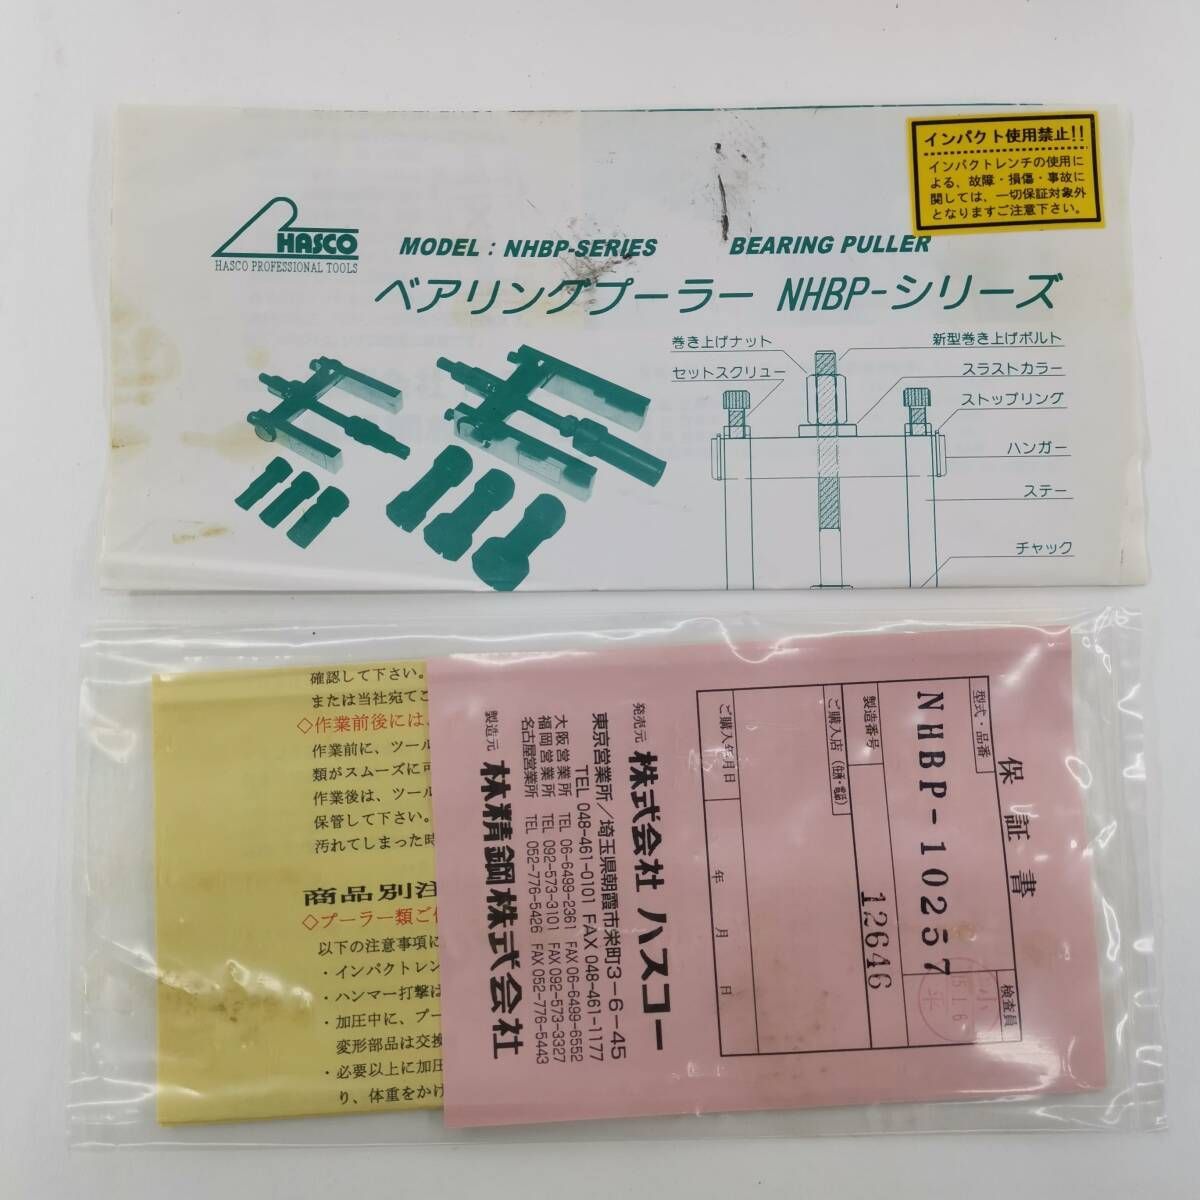 インパクト使用禁止!!
インパクトレンチの使用に
よる、故障・損傷・事故に
関しては、一切保証対象外
となりますご注意下さい。
HASCO
HASCO PROFESSIONAL TOOLS
MODEL : NHBP-SERIES
BEARING PULLER
ベアリングプーラー NHBP-シリーズ
巻き上げナット
新型巻き上げボルト
セットスクリュー
スラストカラー
ストップリング
ハンガー
ステー
チャック
確認して下さい。
または当社宛てご
◇作業前後には、
作業前に、ツール
類がスムーズに可
作業後は、ツール
保管して下さい。
汚れてしまった時
商品別注
◇プーラー類ご使
以下の注意事項に
・インパクトレン
・ハンマー打撃は
・加圧中に、プー
変形部品は交換
・必要以上に加圧
り、体重をかけ
保証書
型式・品番
NHBP-10257
検査員
製造番号
12646
ご購入店(住所・電話)
ご購入年月日
年 月 日
発売元 株式会社 ハスコー
東京営業所/埼玉県朝霞市栄町3-6-45
TEL 048-461-0101 FAX 048-461-1177
大阪営業所 TEL 06-6499-2361 FAX 06-6499-6552
福岡営業所 TEL 092-573-3101 FAX 092-573-3327
名古屋営業所 TEL 052-776-5426 FAX 052-776-5443
製造元 林精鋼株式会社